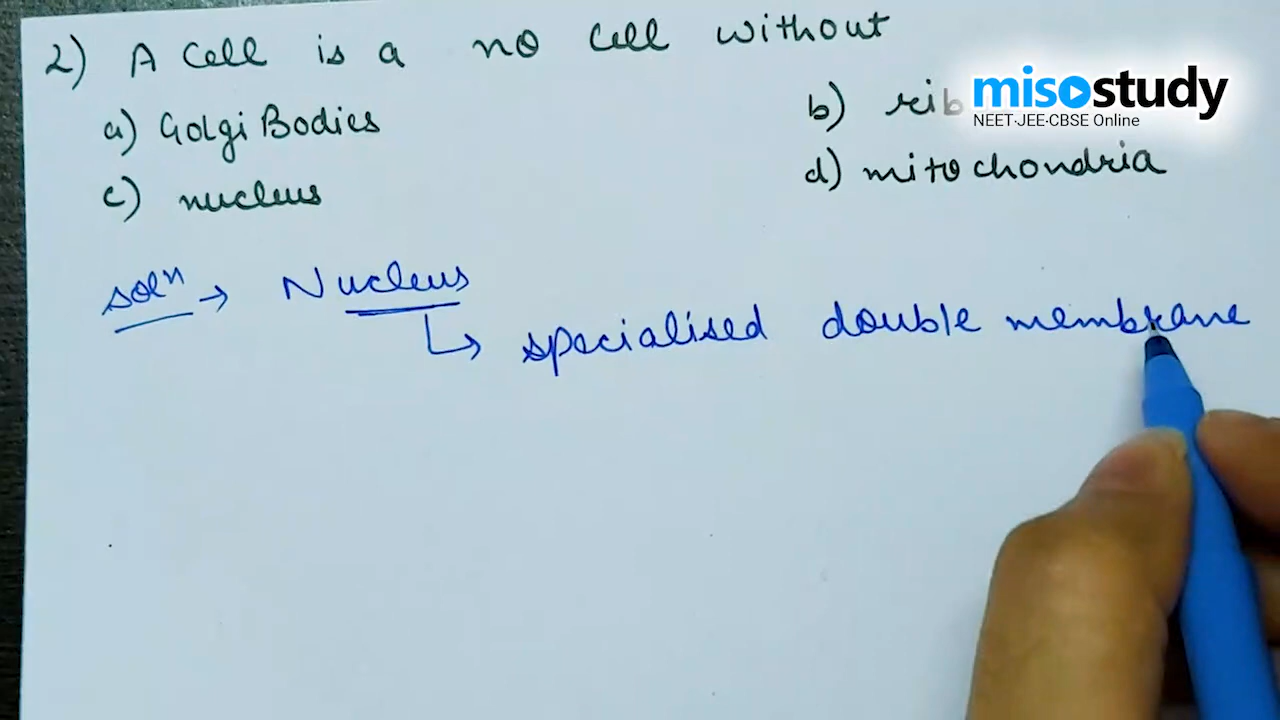 2) A Cell is a no Cell without
a) Golgi Bodies
b)
misostudy
NEET·JEE·CBSE Online
c) nucleus
d) mitochondria
solⁿ → Nucleus
↳ specialised double membrane